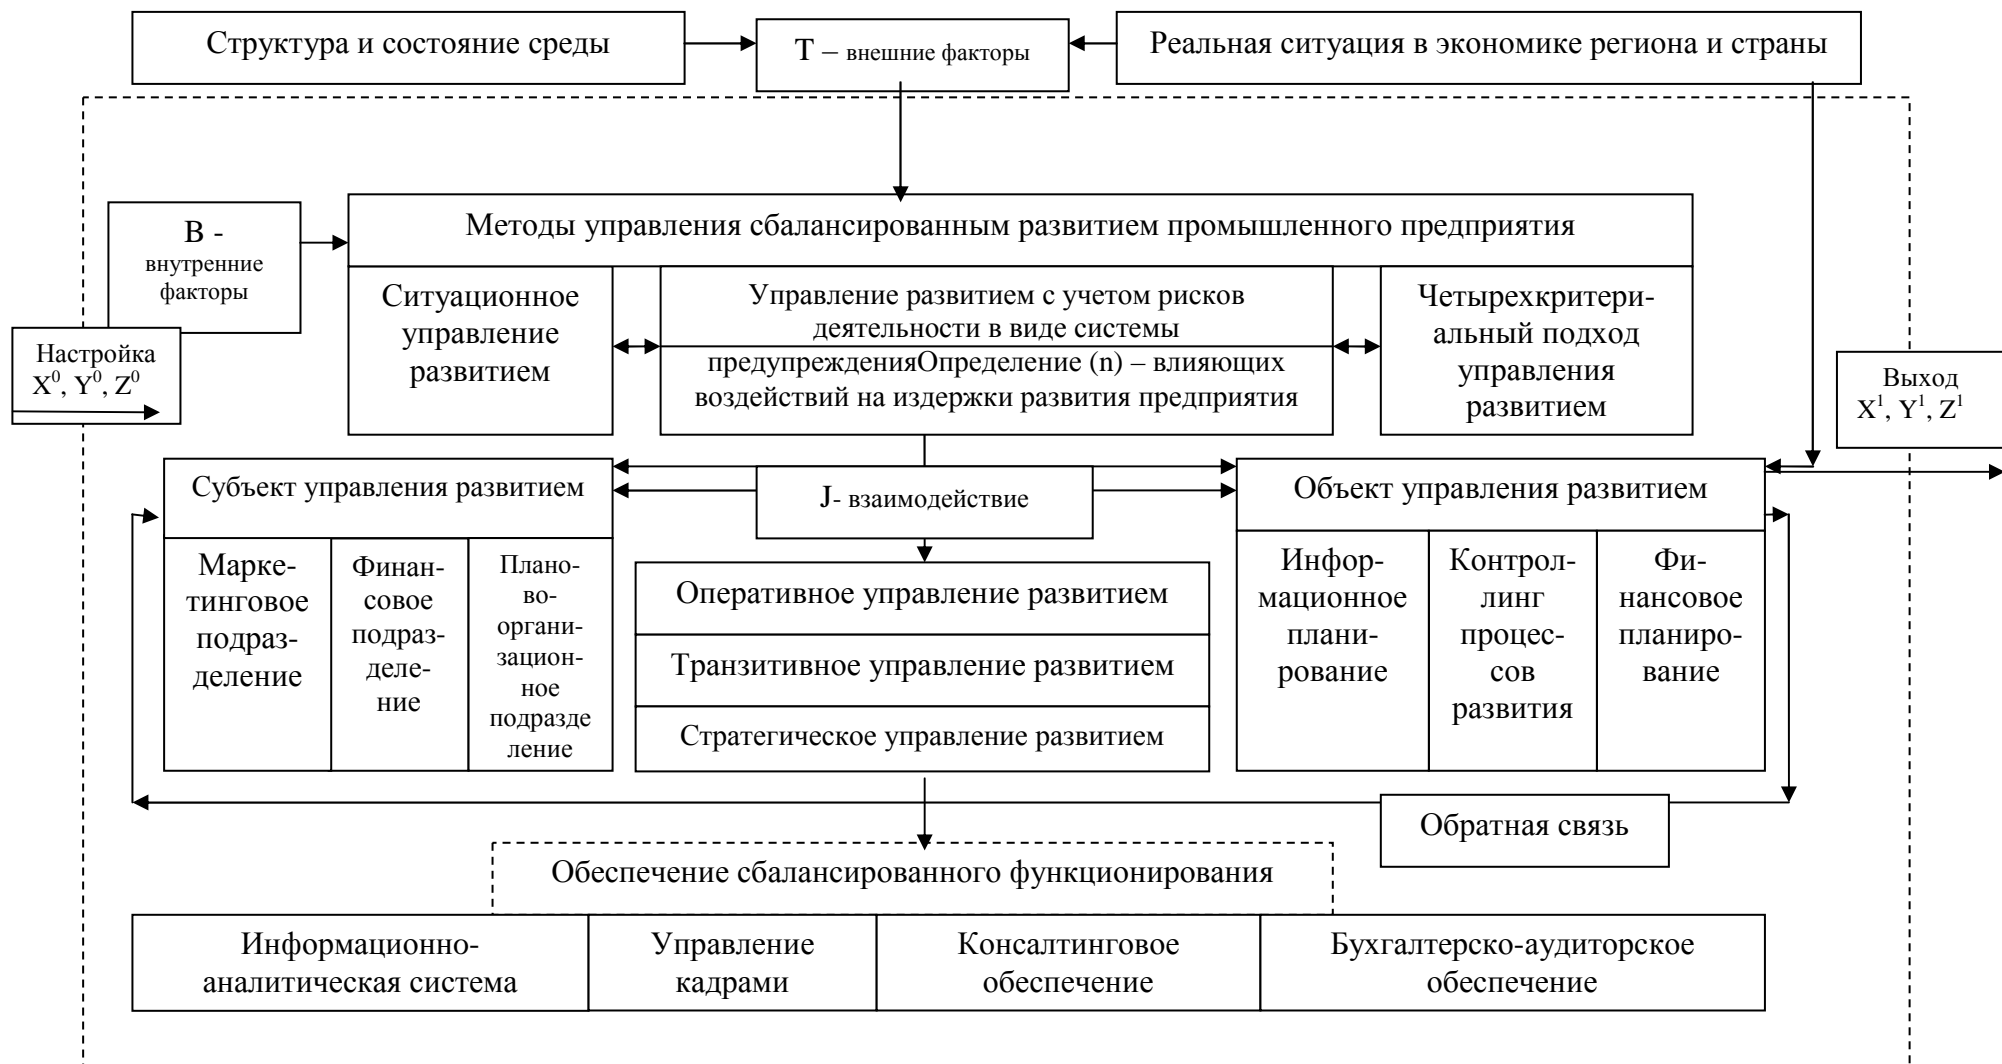 Структура и состояние среды
T – внешние факторы
Реальная ситуация в экономике региона и страны
B -
внутренние
факторы
Методы управления сбалансированным развитием промышленного предприятия
Ситуационное
управление
развитием
Управление развитием с учетом рисков
деятельности в виде системы
предупрежденияОпределение (n) – влияющих
воздействий на издержки развития предприятия
Четырехкритери-
альный подход
управления
развитием
Настройка
X⁰, Y⁰, Z⁰
Выход
X¹, Y¹, Z¹
Субъект управления развитием
J- взаимодействие
Объект управления развитием
Марке-
тинговое
подраз-
деление
Финан-
совое
подраз-
деле-
ние
Плано-
во-
органи-
зацион-
ное
подразде
ление
Оперативное управление развитием
Транзитивное управление развитием
Стратегическое управление развитием
Инфор-
мационное
плани-
рование
Контрол-
линг
процес-
сов
развития
Фи-
нансовое
планиро-
вание
Обратная связь
Обеспечение сбалансированного функционирования
Информационно-
аналитическая система
Управление
кадрами
Консалтинговое
обеспечение
Бухгалтерско-аудиторское
обеспечение